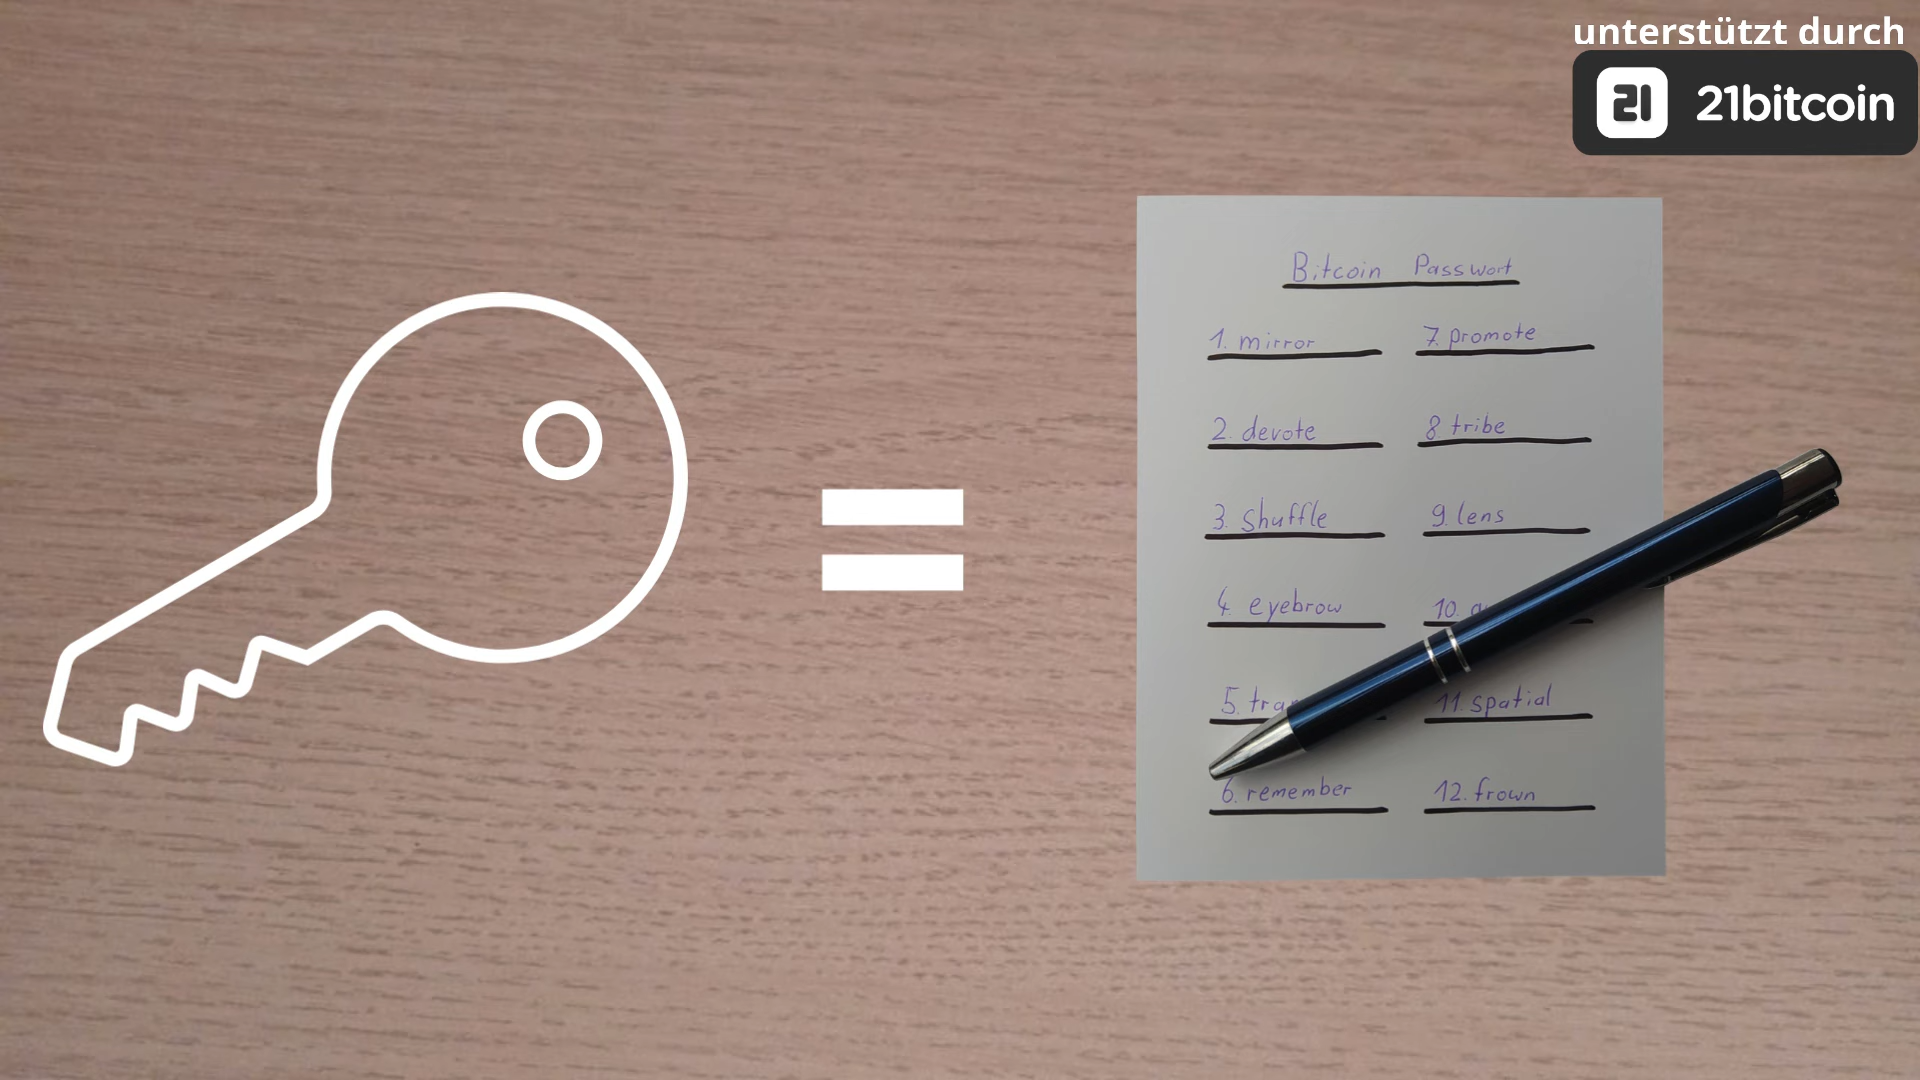 unterstützt durch
21 21bitcoin
Bitcoin Passwort
1. mirror
2. devote
3. shuffle
4. eyebrow
5.
6. remember
7. promote
8. tribe
9. lens
10.
11. spatial
12. frown